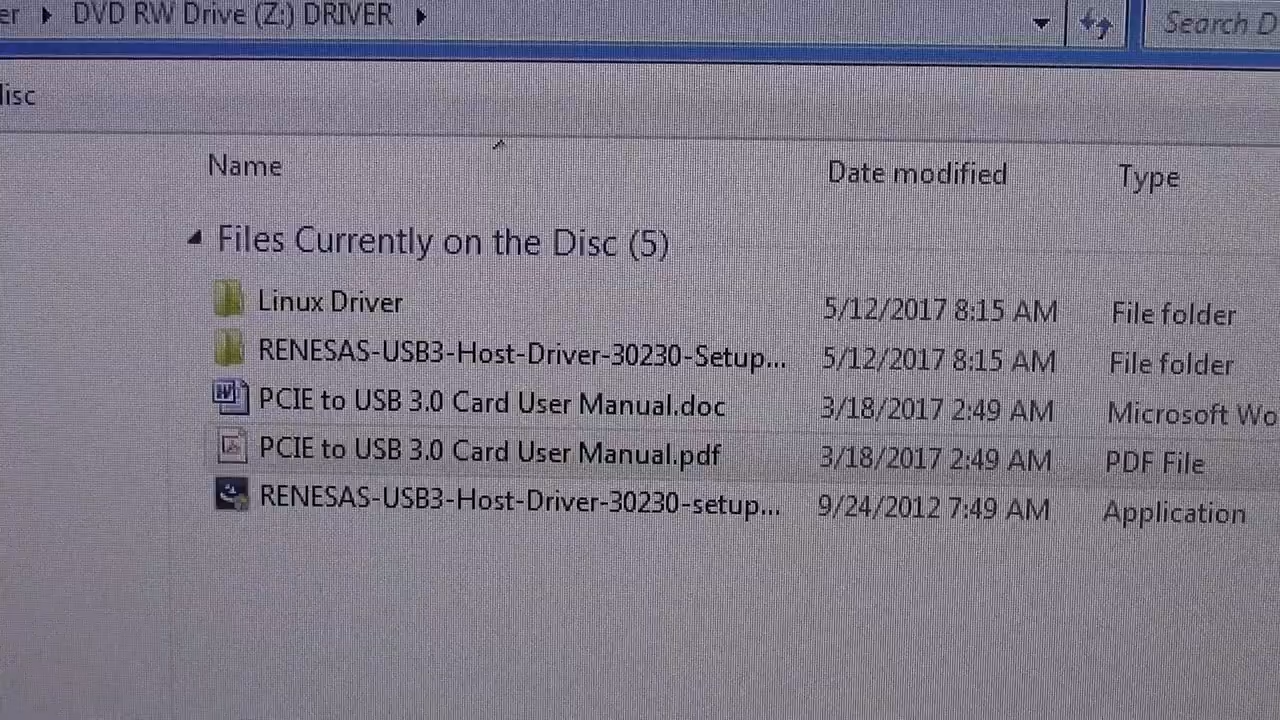 er ▸ DVD RW Drive (Z:) DRIVER ▸ Search D
disc
Name Date modified Type
Files Currently on the Disc (5)
Linux Driver 5/12/2017 8:15 AM File folder
RENESAS-USB3-Host-Driver-30230-Setup... 5/12/2017 8:15 AM File folder
PCIE to USB 3.0 Card User Manual.doc 3/18/2017 2:49 AM Microsoft Wo
PCIE to USB 3.0 Card User Manual.pdf 3/18/2017 2:49 AM PDF File
RENESAS-USB3-Host-Driver-30230-setup... 9/24/2012 7:49 AM Application